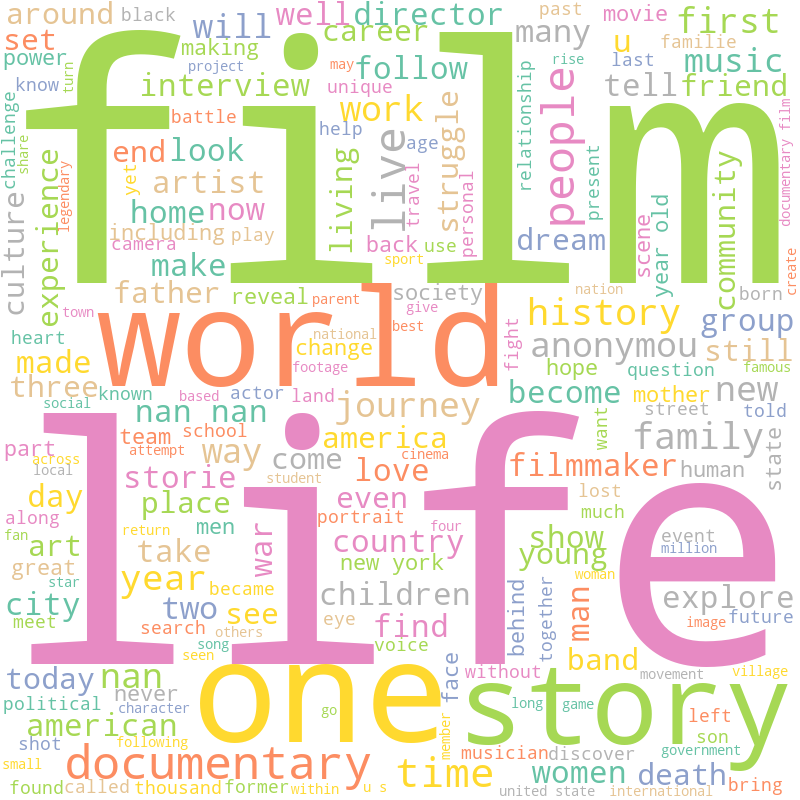 around black well director many past movie first
set will career u familie
power making follow last music
know turn project may rise tell friend
film
interview unique
battle work people
challenge share end look help age relationship
legendary yet artist living live struggle present community documentary film
culture experience home now travel personal scene year old
including play
camera back use dream create
make sport
father reveal society nation born
town parent give history group
world
heart national best fight anonymou still
made change
footage hope question famous
three known based actor land become mother new
social nan nan journey street told
part team school america want family state
across attempt way come cinema filmmaker human
local storie love
student lost
day place even much
along men portrait four show event
fan art return war country young million
great take new york
life
star year became children woman explore
city two see eye behind together man image future
meet search others find
song voice
today nan seen without band movement village
political never one face story
character go long game left
american shot following member son
documentary musician discover government
small time women death
found called thousand former within u s united state international bring